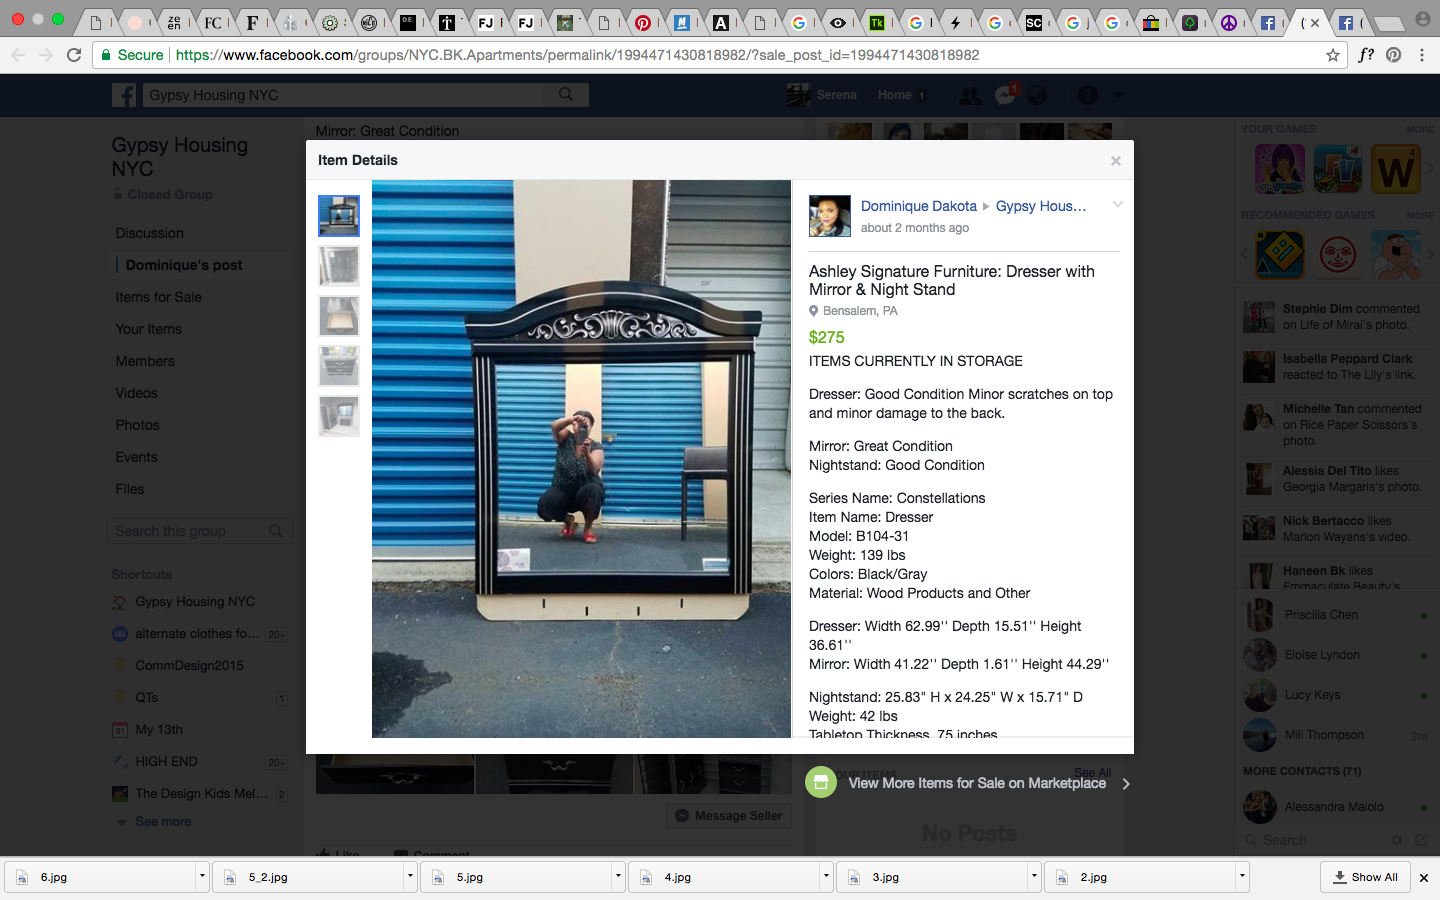 Secure
https://www.facebook.com/groups/NYC.BK.Apartments/permalink/1994471430818982/?sale_post_id=1994471430818982
f?
Gypsy Housing NYC
Serena
Home 1
1
Gypsy Housing
NYC
Closed Group
Discussion
Dominique's post
Items for Sale
Your Items
Members
Videos
Photos
Events
Files
Search this group
Shortcuts
Gypsy Housing NYC
alternate clothes fo... 20+
CommDesign2015
QTs 1
My 13th
HIGH END 20+
The Design Kids Mel... 2
See more
Mirror: Great Condition
Item Details
Dominique Dakota Gypsy Hous...
about 2 months ago
Ashley Signature Furniture: Dresser with
Mirror & Night Stand
Bensalem, PA
$275
ITEMS CURRENTLY IN STORAGE
Dresser: Good Condition Minor scratches on top
and minor damage to the back.
Mirror: Great Condition
Nightstand: Good Condition
Series Name: Constellations
Item Name: Dresser
Model: B104-31
Weight: 139 lbs
Colors: Black/Gray
Material: Wood Products and Other
Dresser: Width 62.99'' Depth 15.51'' Height
36.61''
Mirror: Width 41.22'' Depth 1.61'' Height 44.29''
Nightstand: 25.83" H x 24.25" W x 15.71" D
Weight: 42 lbs
Tabletop Thickness .75 inches
View More Items for Sale on Marketplace
See All
No Posts
Message Seller
Like Comment
YOUR GAMES MORE
RECOMMENDED GAMES MORE
Stephie Dim commented
on Life of Mirai's photo.
Isabella Peppard Clark
reacted to The Lily's link.
Michelle Tan commented
on Rice Paper Scissors's
photo.
Alessia Del Tito likes
Georgia Margaris's photo.
Nick Bertacco likes
Marlon Wayans's video.
Haneen Bk likes
Emmaculate Beauty's
Priscilla Chen
Eloise Lyndon
Lucy Keys
Mili Thompson 2m
MORE CONTACTS (71)
Alessandra Maiolo
Search
6.jpg
5_2.jpg
5.jpg
4.jpg
3.jpg
2.jpg
Show All